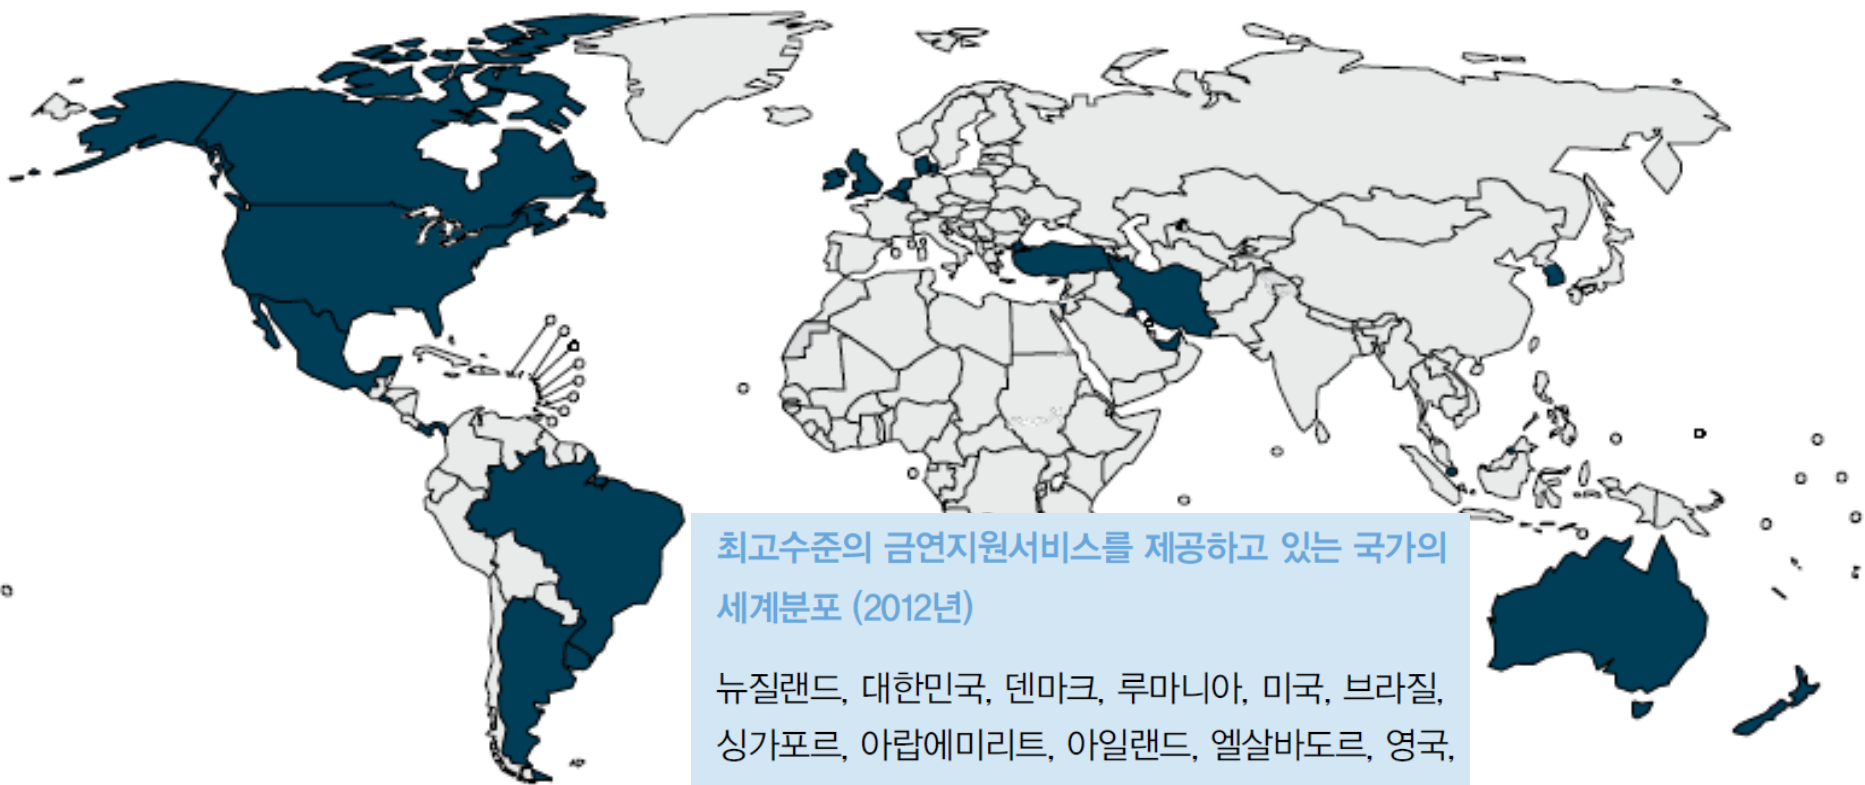 최고수준의 금연지원서비스를 제공하고 있는 국가의
세계분포 (2012년)
뉴질랜드, 대한민국, 덴마크, 루마니아, 미국, 브라질,
싱가포르, 아랍에미리트, 아일랜드, 엘살바도르, 영국,